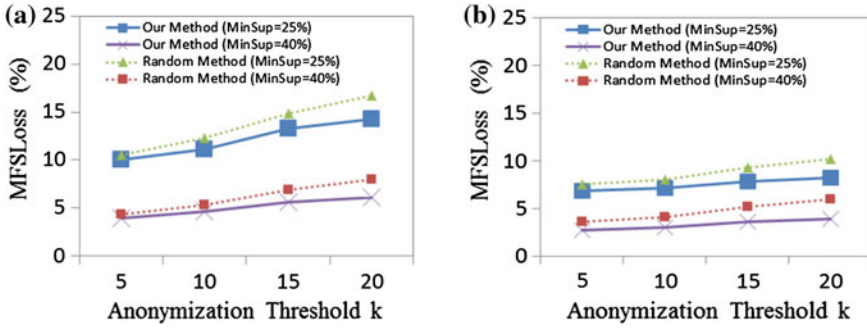 (a)
25
20
15
10
5
0
MFSLoss (%)
Our Method (MinSup=25%)
Our Method (MinSup=40%)
Random Method (MinSup=25%)
Random Method (MinSup=40%)
5 10 15 20
Anonymization Threshold k
(b)
25
20
15
10
5
0
MFSLoss (%)
Our Method (MinSup=25%)
Our Method (MinSup=40%)
Random Method (MinSup=25%)
Random Method (MinSup=40%)
5 10 15 20
Anonymization Threshold k